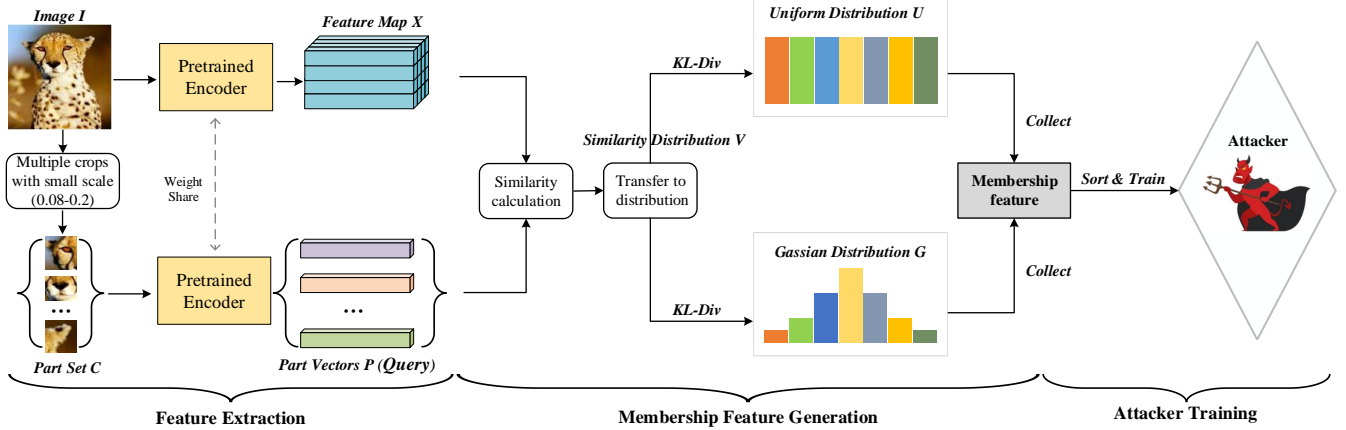 Image I
Pretrained
Encoder
Feature Map X
Multiple crops
with small scale
(0.08-0.2)
Weight
Share
Part Set C
...
Pretrained
Encoder
...
Part Vectors P (Query)
Similarity
calculation
Similarity Distribution V
Transfer to
distribution
KL-Div
KL-Div
Uniform Distribution U
Gassian Distribution G
Collect
Collect
Membership
feature
Sort & Train
Attacker
Feature Extraction
Membership Feature Generation
Attacker Training